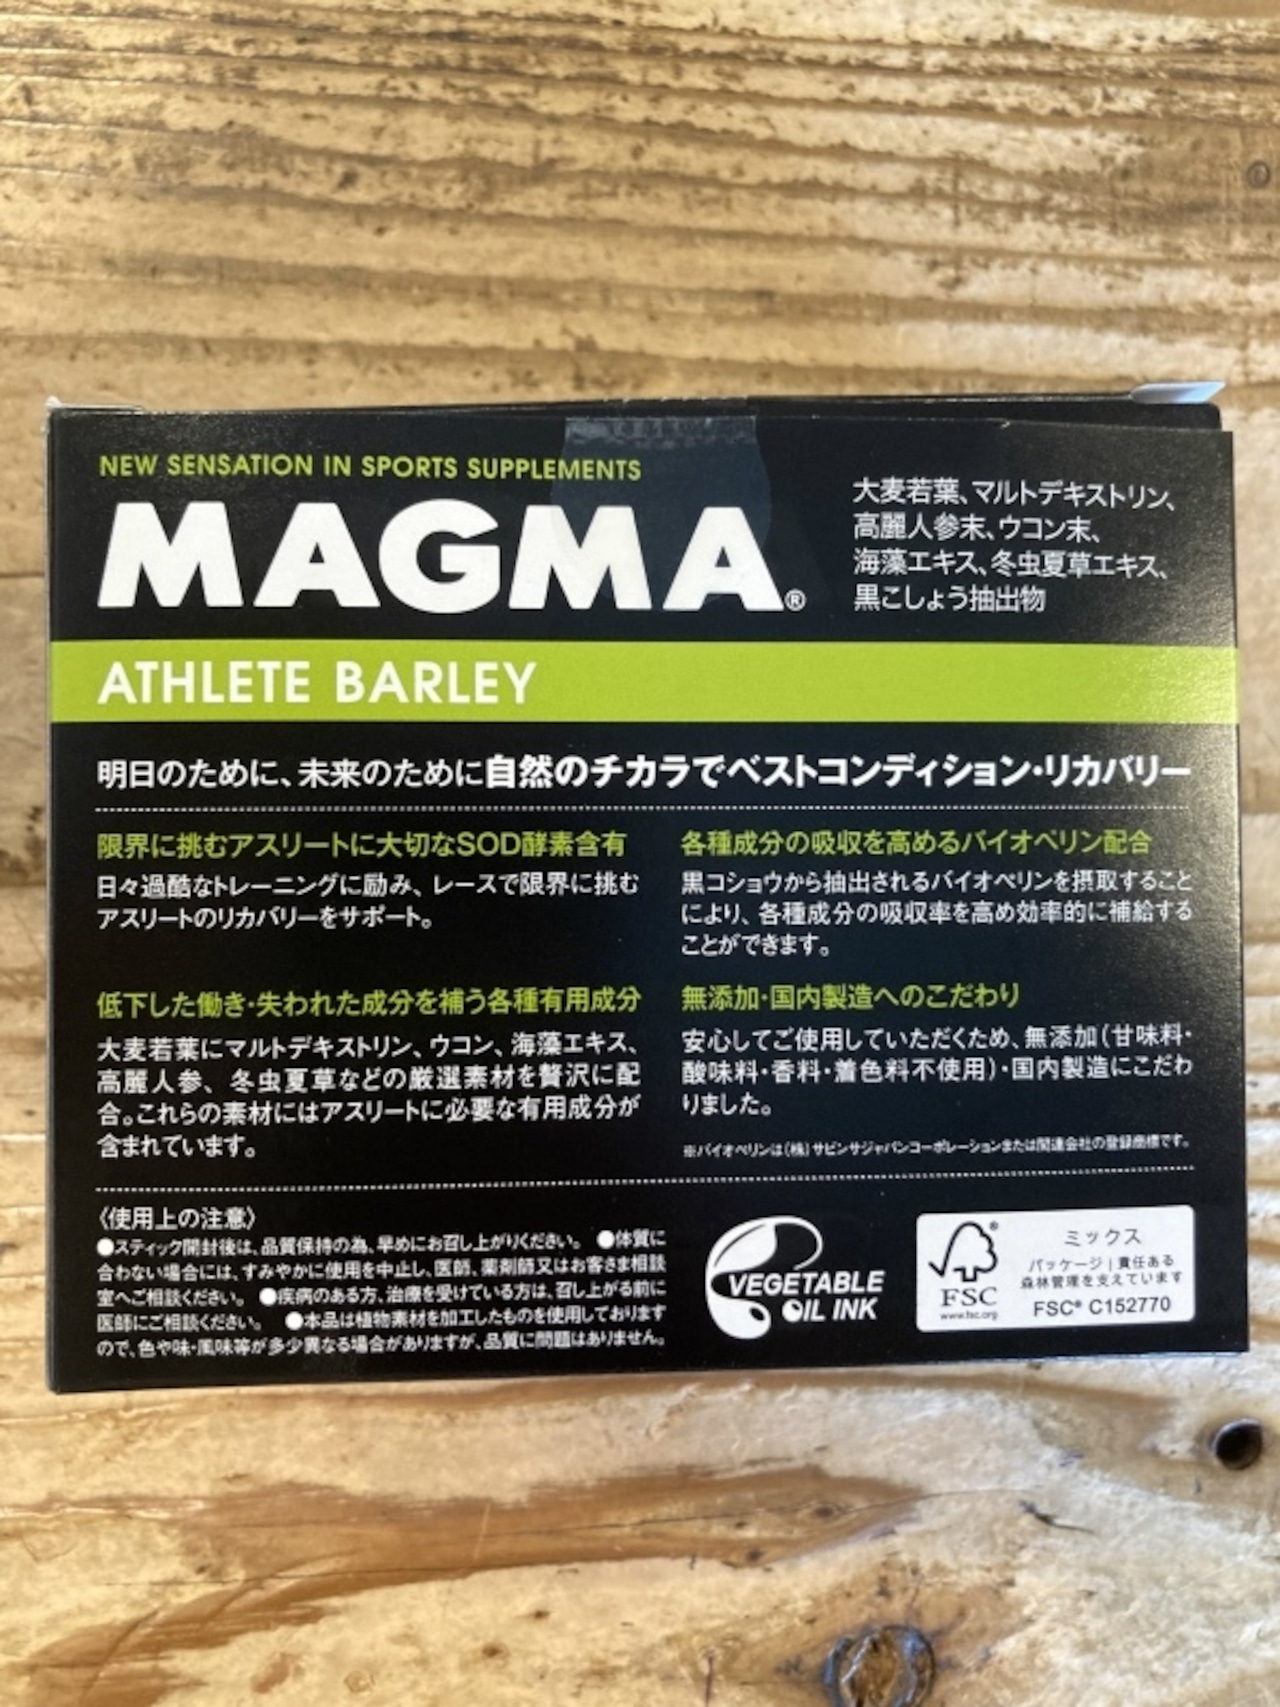 NEW SENSATION IN SPORTS SUPPLEMENTS
MAGMA®
大麦若葉、マルトデキストリン、
高麗人参末、ウコン末、
海藻エキス、冬虫夏草エキス、
黒こしょう抽出物
ATHLETE BARLEY
明日のために、未来のために自然のチカラでベストコンディション・リカバリー
限界に挑むアスリートに大切なSOD酵素含有
日々過酷なトレーニングに励み、レースで限界に挑む
アスリートのリカバリーをサポート。
低下した働き・失われた成分を補う各種有用成分
大麦若葉にマルトデキストリン、ウコン、海藻エキス、
高麗人参、冬虫夏草などの厳選素材を贅沢に配
合。これらの素材にはアスリートに必要な有用成分が
含まれています。
各種成分の吸収を高めるバイオペリン配合
黒コショウから抽出されるバイオペリンを摂取すること
により、各種成分の吸収率を高め効率的に補給する
ことができます。
無添加・国内製造へのこだわり
安心してご使用していただくため、無添加(甘味料・
酸味料・香料・着色料不使用)・国内製造にこだわ
りました。
※バイオペリンは(株)サビンサジャパンコーポレーションまたは関連会社の登録商標です。
〈使用上の注意〉
●スティック開封後は、品質保持の為、早めにお召し上がりください。 ●体質に
合わない場合には、すみやかに使用を中止し、医師、薬剤師又はお客さま相談
室へご相談ください。 ●疾病のある方、治療を受けている方は、召し上がる前に
医師にご相談ください。 ●本品は植物素材を加工したものを使用しております
ので、色や味・風味等が多少異なる場合がありますが、品質に問題はありません。
VEGETABLE
OIL INK
FSC
www.fsc.org
ミックス
パッケージ|責任ある
森林管理を支えています
FSC® C152770